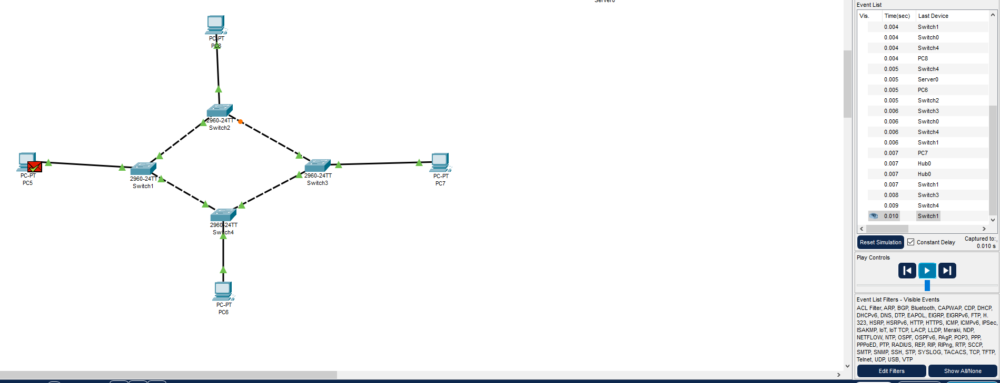 Server0
PC-PT
PC8
2960-24TT
Switch2
PC-PT
PC5
2960-24TT
Switch1
2960-24TT
Switch3
PC-PT
PC7
2960-24TT
Switch4
PC-PT
PC6
Event List
Vis. Time(sec) Last Device
0.004 Switch1
0.004 Switch0
0.004 Switch4
0.004 PC8
0.005 Switch4
0.005 Server0
0.005 PC6
0.005 Switch2
0.006 Switch3
0.006 Switch0
0.006 Switch4
0.006 Switch1
0.007 PC7
0.007 Hub0
0.007 Hub0
0.007 Switch1
0.008 Switch3
0.009 Switch4
0.010 Switch1
Reset Simulation Constant Delay Captured to:
0.010 s
Play Controls
Event List Filters - Visible Events
ACL Filter, ARP, BGP, Bluetooth, CAPWAP, CDP, DHCP,
DHCPv6, DNS, DTP, EAPOL, EIGRP, EIGRPv6, FTP, H.
323, HSRP, HSRPv6, HTTP, HTTPS, ICMP, ICMPv6, IPSec,
ISAKMP, IoT, IoT TCP, LACP, LLDP, Meraki, NDP,
NETFLOW, NTP, OSPF, OSPFv6, PAgP, POP3, PPP,
PPPoED, PTP, RADIUS, REP, RIP, RIPng, RTP, SCCP,
SMTP, SNMP, SSH, STP, SYSLOG, TACACS, TCP, TFTP,
Telnet, UDP, USB, VTP
Edit Filters Show All/None